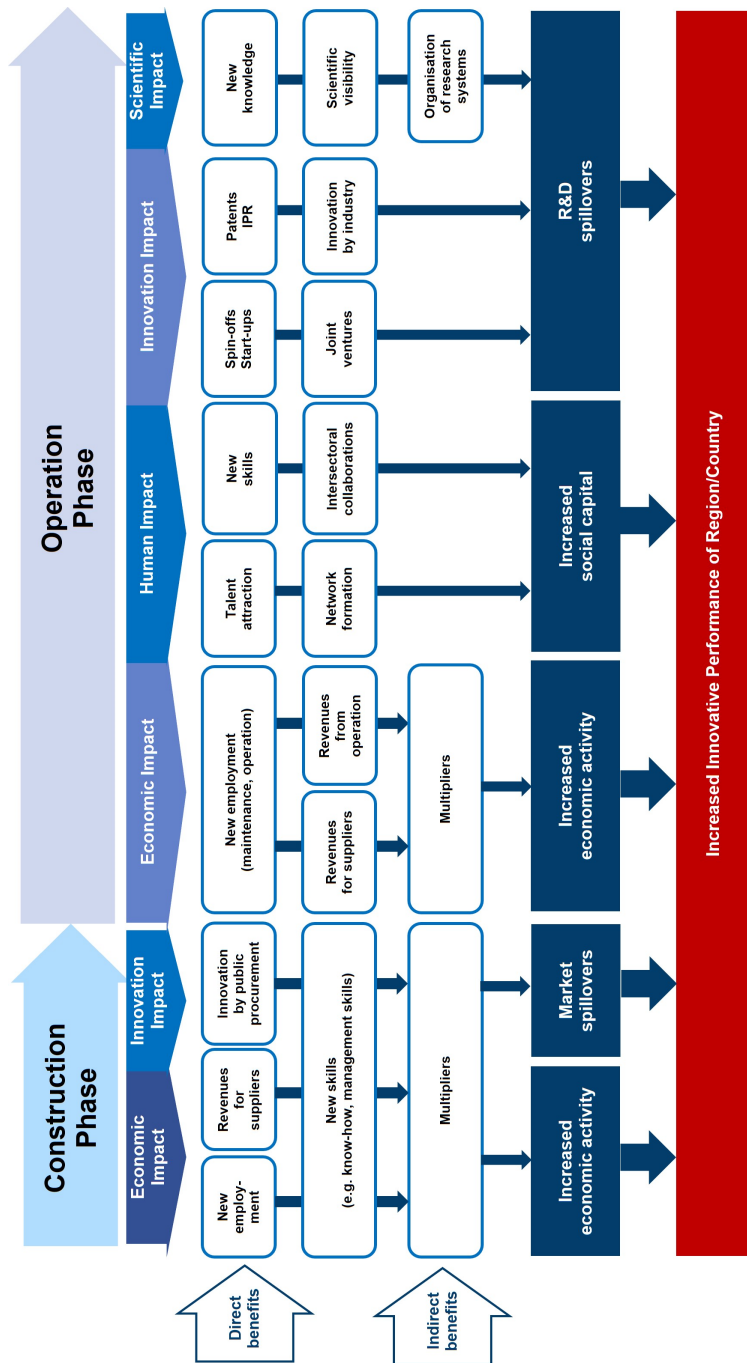 Construction
Phase
Operation
Phase
Economic
Impact
Innovation
Impact
Economic Impact
Human Impact
Innovation Impact
Scientific
Impact
Direct
benefits
New
employ-
ment
Revenues
for
suppliers
Innovation
by public
procurement
New employment
(maintenance, operation)
Talent
attraction
New
skills
Spin-offs
Start-ups
Patents
IPR
New
knowledge
New skills
(e.g. know-how, management skills)
Revenues
for suppliers
Revenues
from
operation
Network
formation
Intersectoral
collaborations
Joint
ventures
Innovation
by industry
Scientific
visibility
Indirect
benefits
Multipliers
Multipliers
Organisation
of research
systems
Increased
economic activity
Market
spillovers
Increased
economic activity
Increased
social capital
R&D
spillovers
Increased Innovative Performance of Region/Country